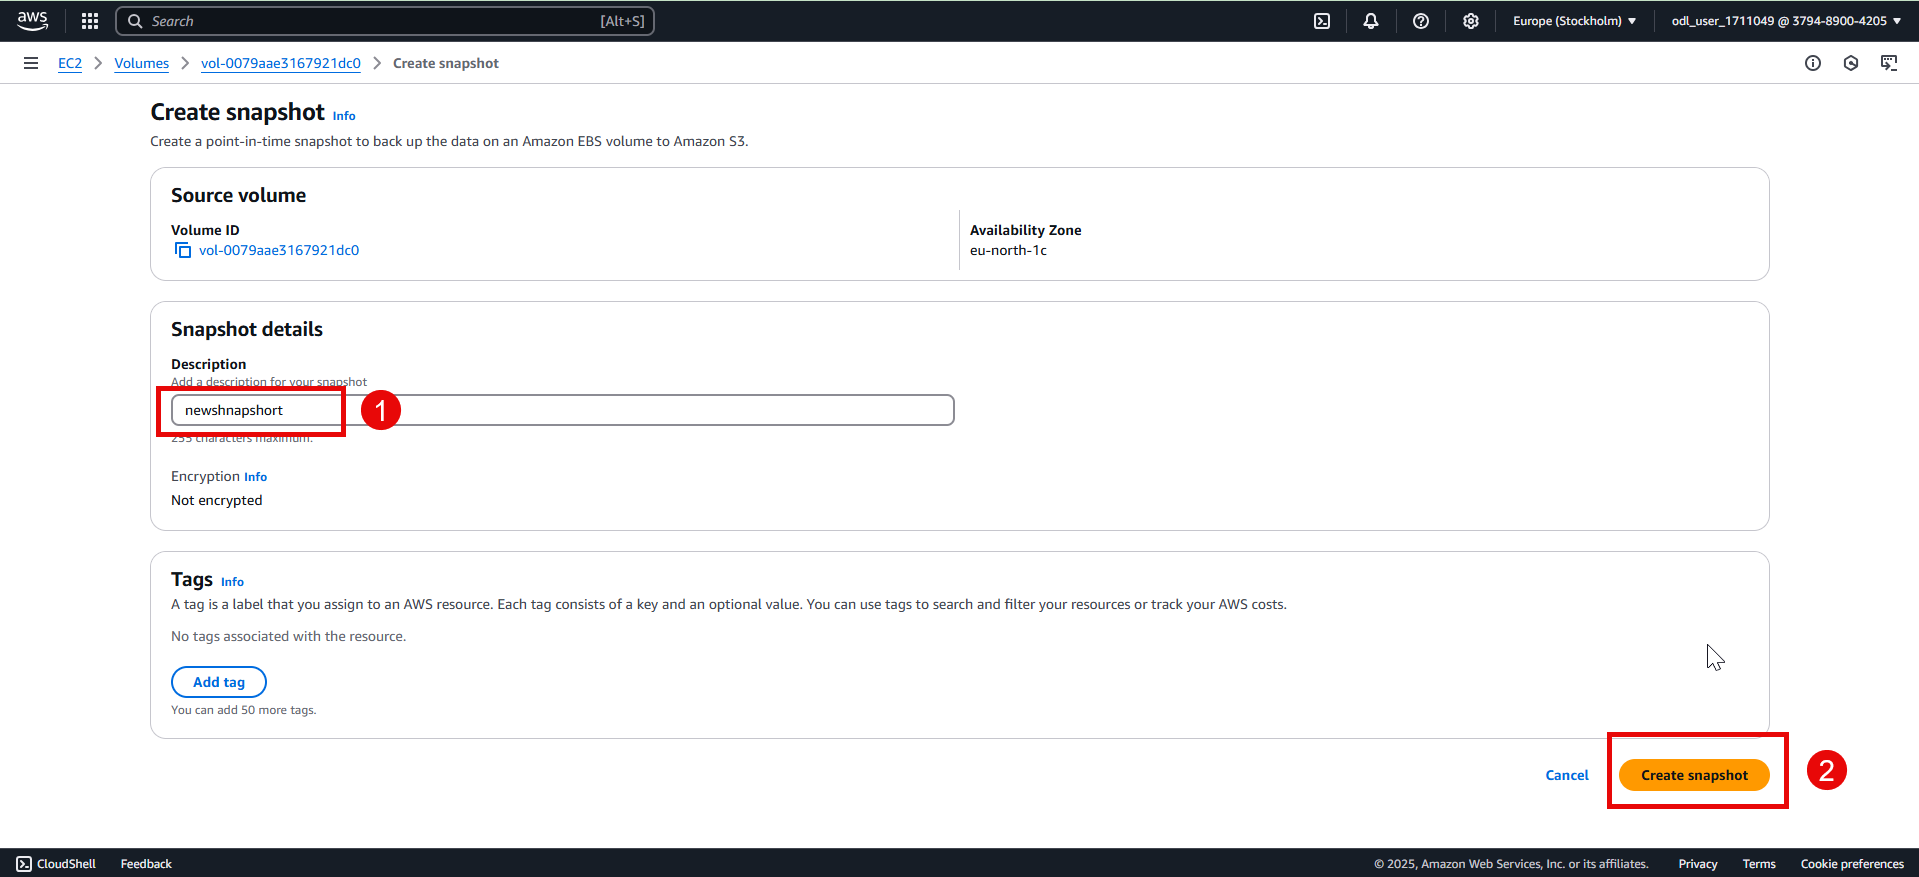 aws
Search [Alt+S]
Europe (Stockholm)
odl_user_1711049 @ 3794-8900-4205
EC2 > Volumes > vol-0079aae3167921dc0 > Create snapshot
Create snapshot Info
Create a point-in-time snapshot to back up the data on an Amazon EBS volume to Amazon S3.
Source volume
Volume ID
vol-0079aae3167921dc0
Availability Zone
eu-north-1c
Snapshot details
Description
Add a description for your snapshot
newshnapshort
1
255 characters maximum.
Encryption Info
Not encrypted
Tags Info
A tag is a label that you assign to an AWS resource. Each tag consists of a key and an optional value. You can use tags to search and filter your resources or track your AWS costs.
No tags associated with the resource.
Add tag
You can add 50 more tags.
Cancel
Create snapshot
2
CloudShell
Feedback
© 2025, Amazon Web Services, Inc. or its affiliates.
Privacy
Terms
Cookie preferences